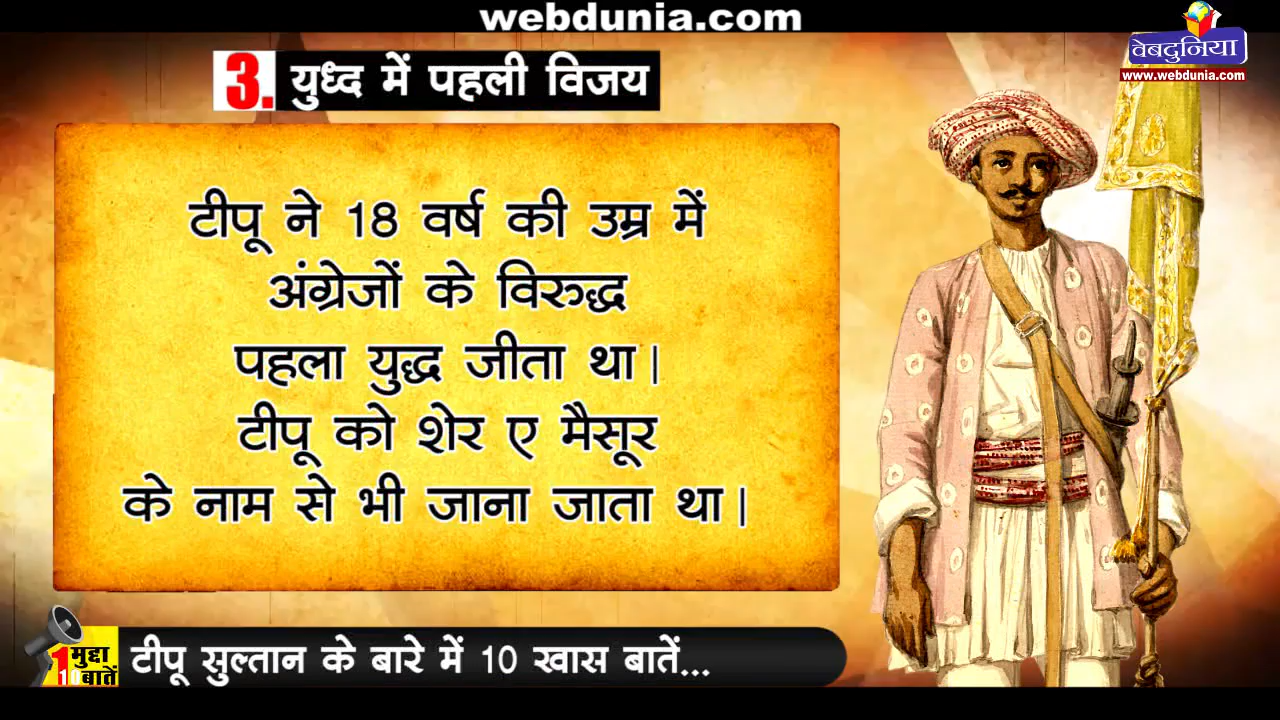 webdunia.com
वेबदुनिया
www.webdunia.com
3. युध्द में पहली विजय
टीपू ने 18 वर्ष की उम्र में
अंग्रेजों के विरुद्ध
पहला युद्ध जीता था।
टीपू को शेर ए मैसूर
के नाम से भी जाना जाता था।
1 मुद्दा
10 बातें
टीपू सुल्तान के बारे में 10 खास बातें...